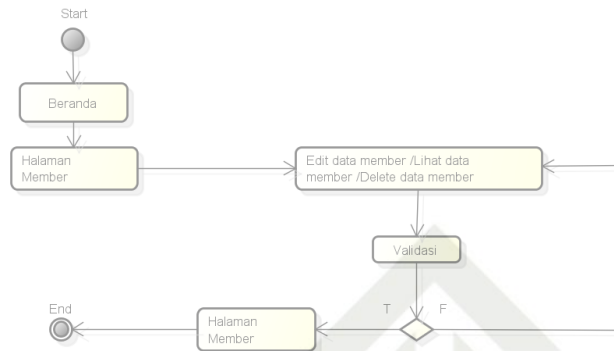 Start
Beranda
Halaman
Member
Edit data member /Lihat data
member /Delete data member
Validasi
T
F
End
Halaman
Member